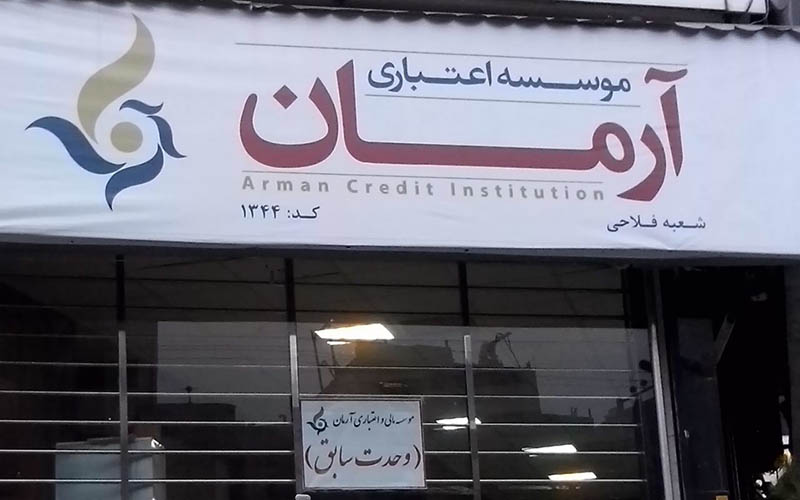 موسسه اعتباری
آرمان
Arman Credit Institution
شعبه فلاحی
کد: ۱۳۴۴
موسسه مالی و اعتباری آرمان
(وحدت سابق)